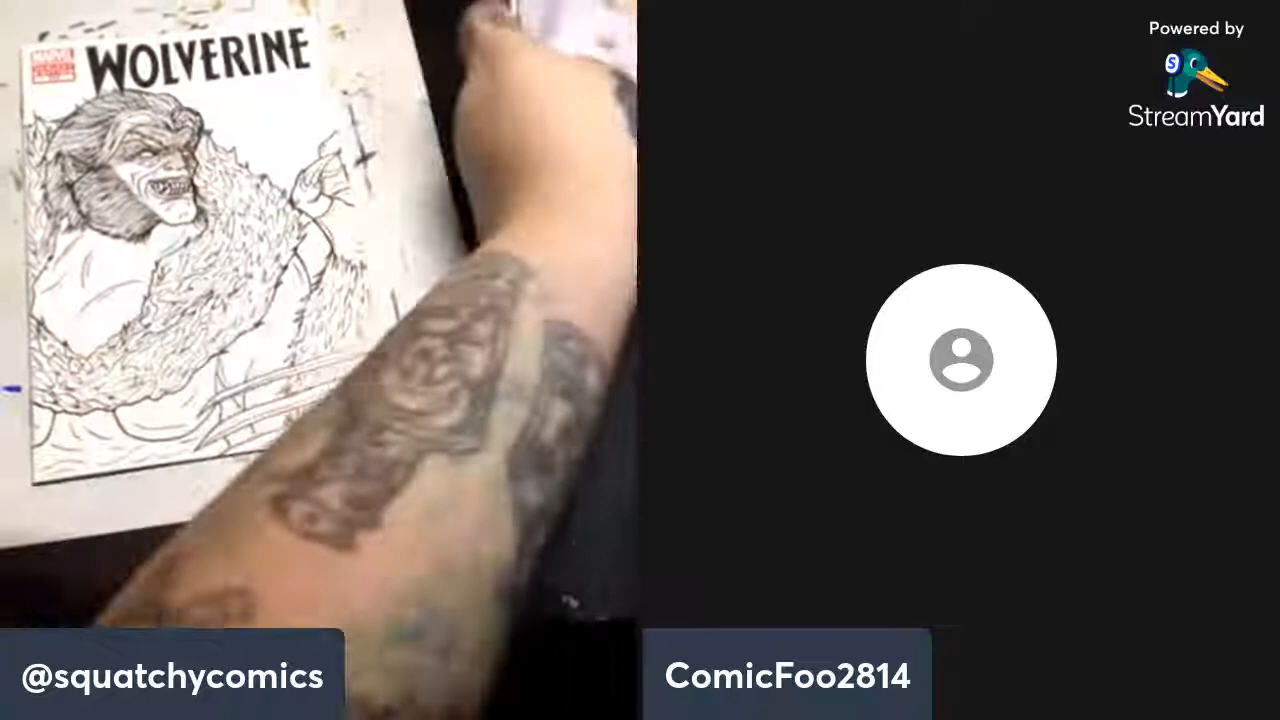 MARVEL
WOLVERINE
Powered by
StreamYard
@squatchycomics
ComicFoo2814